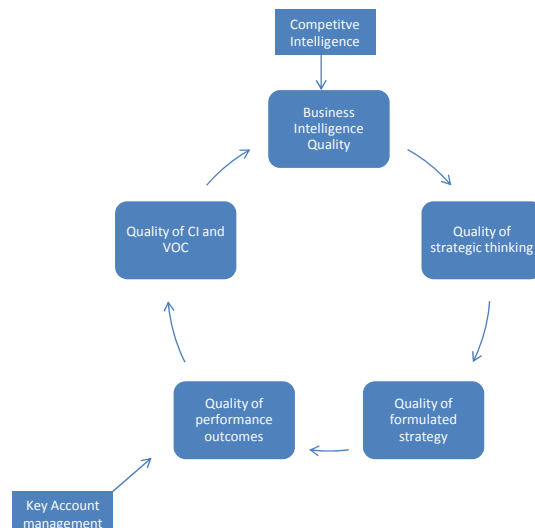 Competitve
Intelligence
Business
Intelligence
Quality
Quality of CI and
VOC
Quality of
strategic thinking
Quality of
performance
outcomes
Quality of
formulated
strategy
Key Account
management